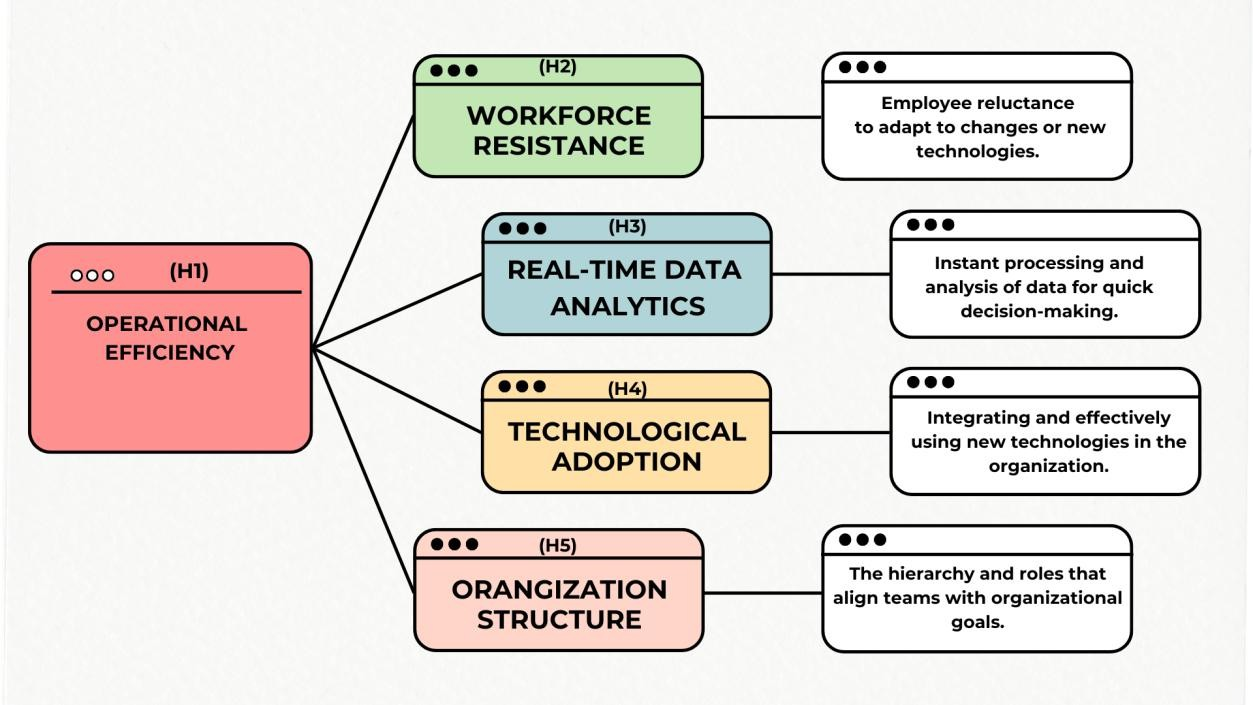 (H1)
OPERATIONAL
EFFICIENCY
(H2)
WORKFORCE
RESISTANCE
Employee reluctance
to adapt to changes or new
technologies.
(H3)
REAL-TIME DATA
ANALYTICS
Instant processing and
analysis of data for quick
decision-making.
(H4)
TECHNOLOGICAL
ADOPTION
Integrating and effectively
using new technologies in the
organization.
(H5)
ORANGIZATION
STRUCTURE
The hierarchy and roles that
align teams with organizational
goals.